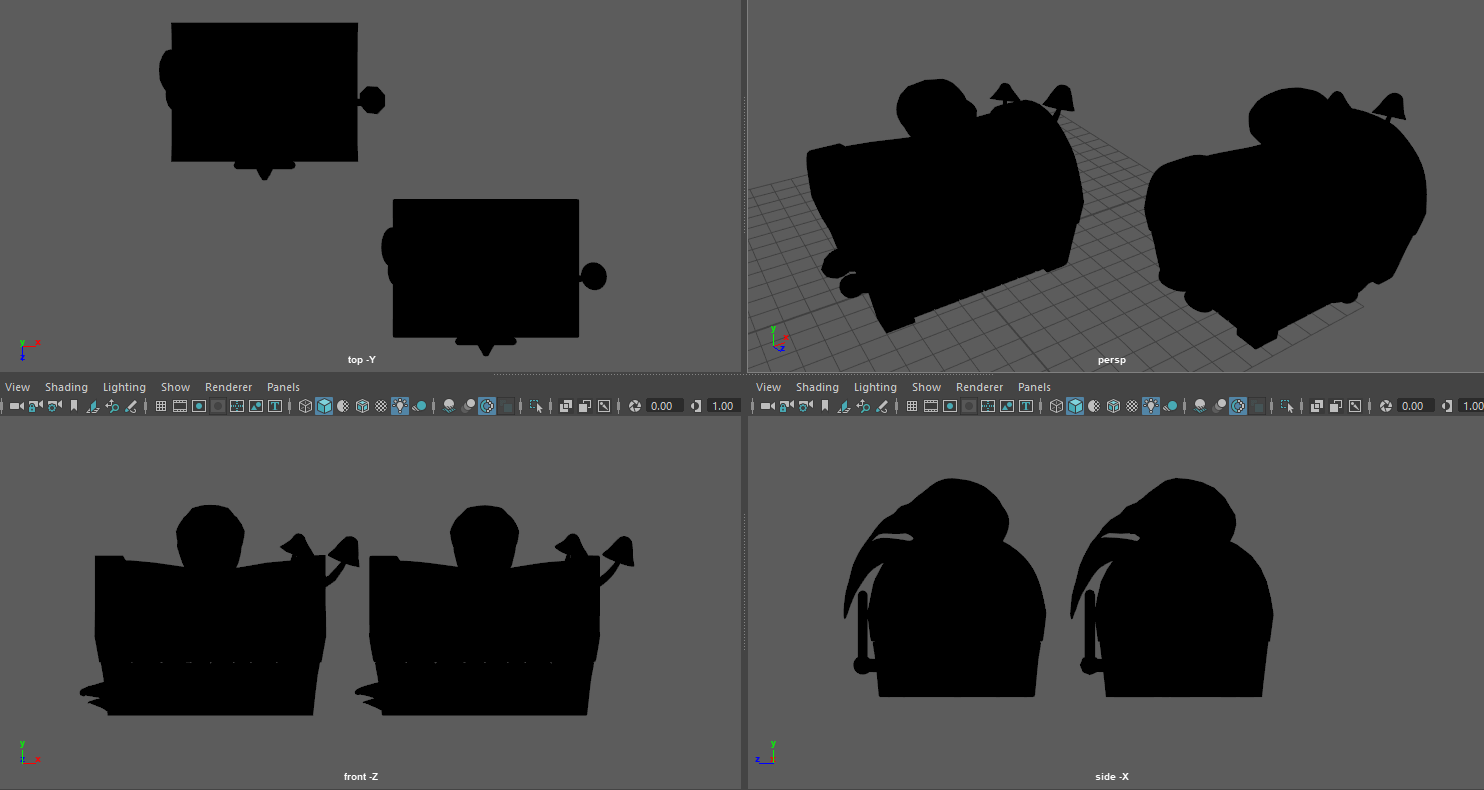 y x
z
top -Y
y
x
z
persp
View Shading Lighting Show Renderer Panels
0.00 1.00
View Shading Lighting Show Renderer Panels
0.00 1.00
y
z x
front -Z
y
z x
side -X